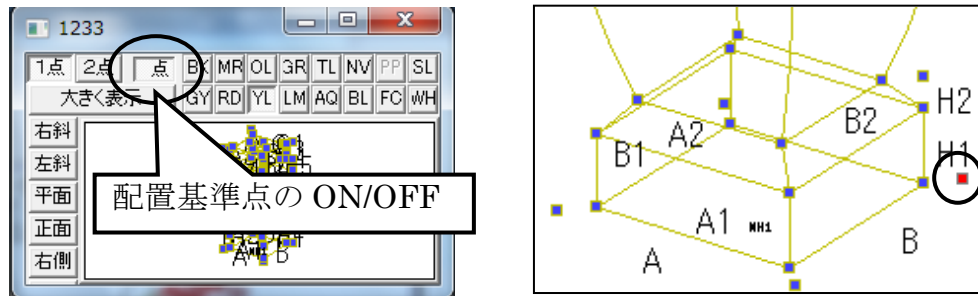 1233
1点 2点 点 BK MR OL GR TL NV PP SL
大きく表示 GY RD YL LM AQ BL FC WH
右斜
左斜
平面
正面
右側
配置基準点の ON/OFF
A B
H2
B2
A2
B1
H1
A1
WH1
B
A